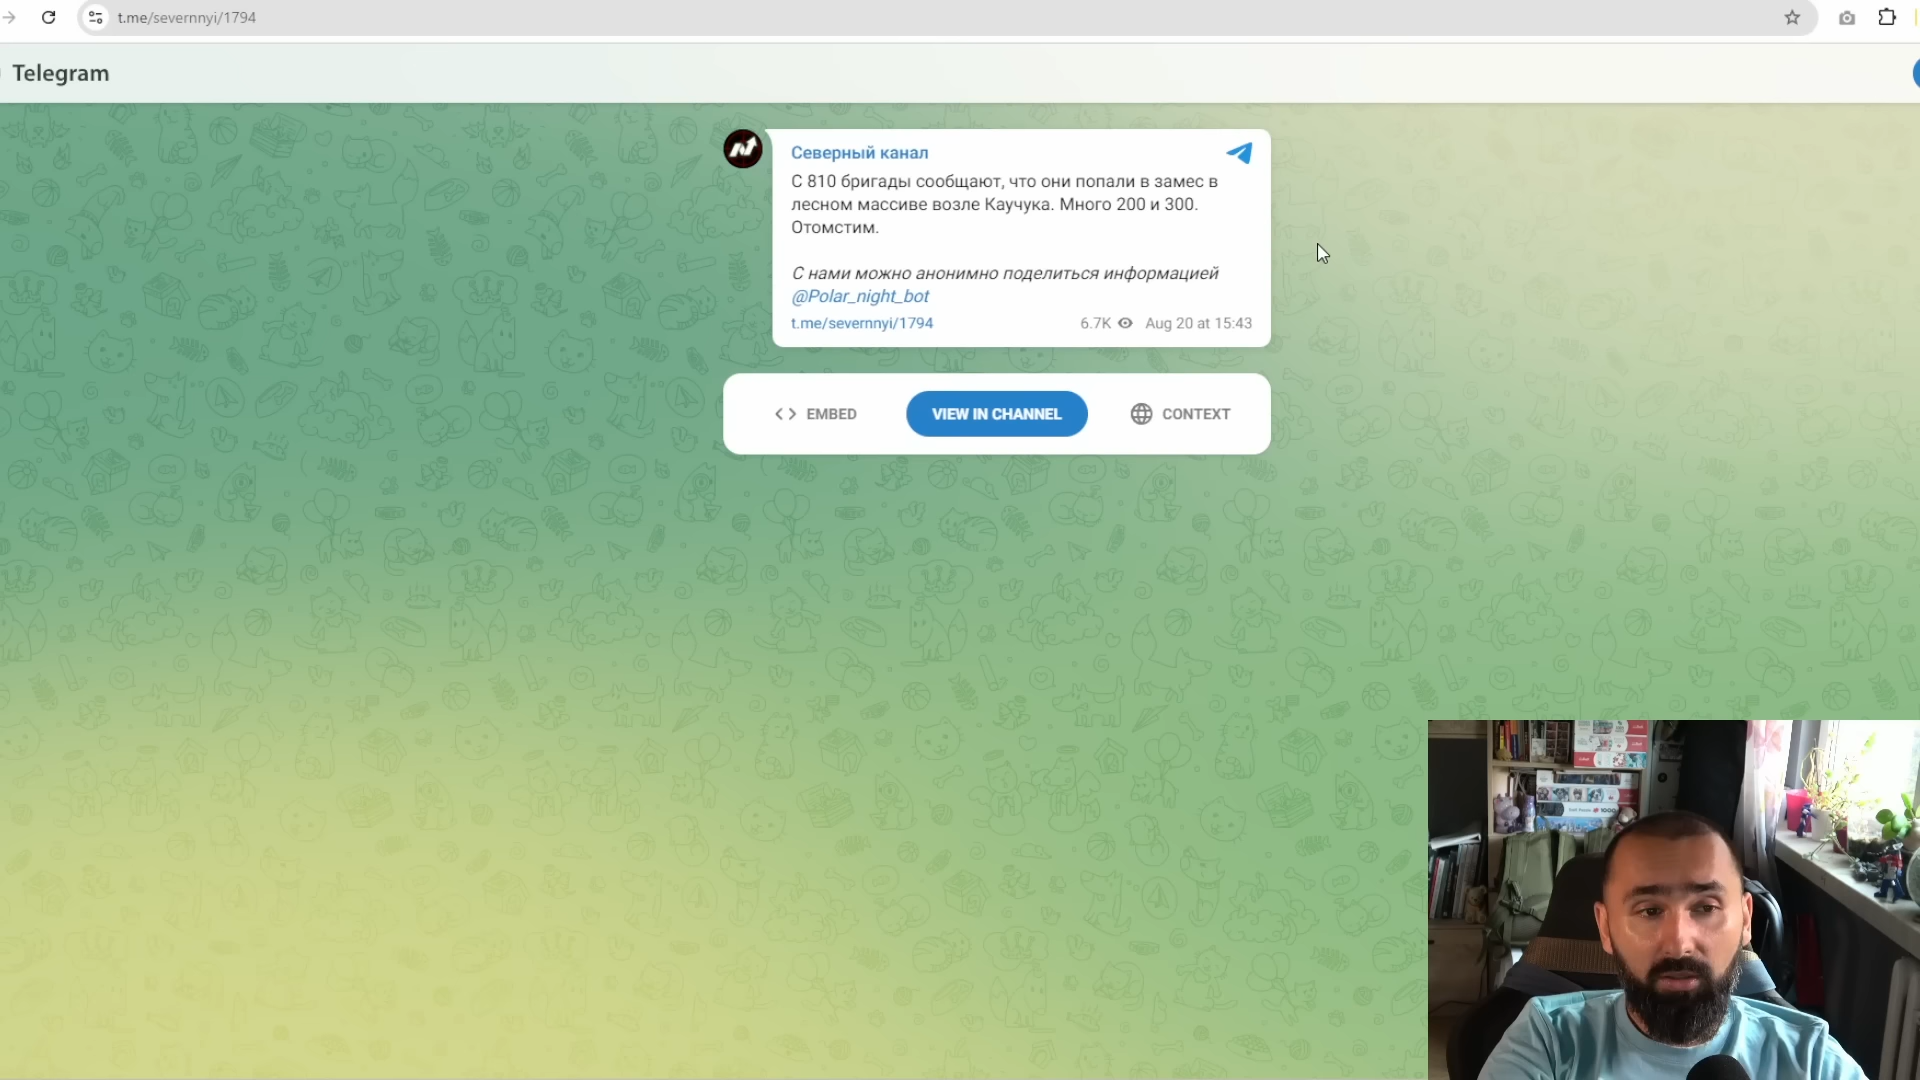 t.me/severnnyi/1794
Telegram
Северный канал
С 810 бригады сообщают, что они попали в замес в
лесном массиве возле Каучука. Много 200 и 300.
Отомстим.
С нами можно анонимно поделиться информацией
@Polar_night_bot
t.me/severnnyi/1794 6.7K Aug 20 at 15:43
EMBED VIEW IN CHANNEL CONTEXT